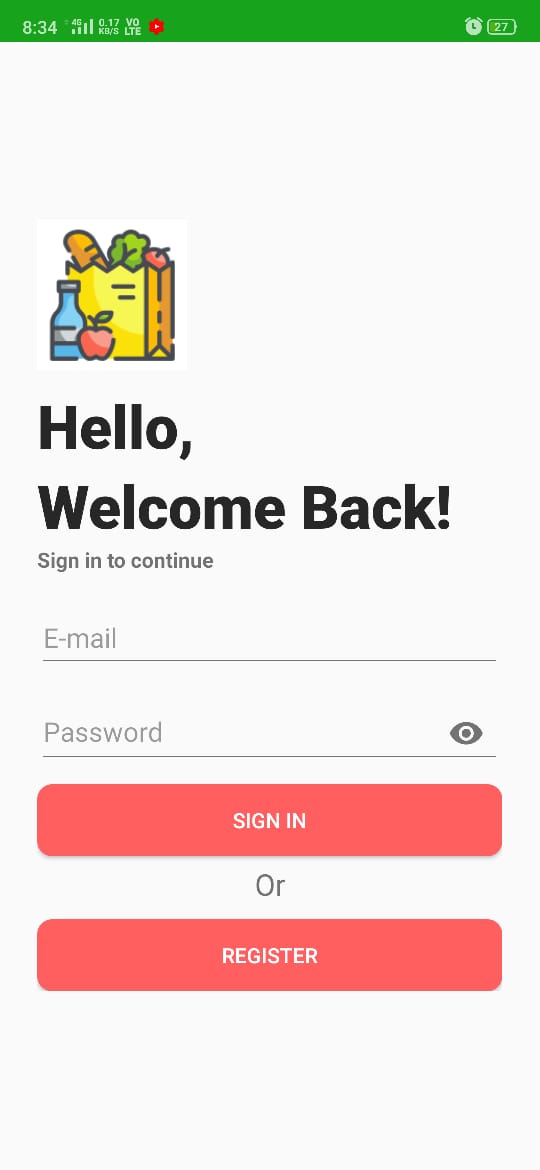 8:34 4G 0.17 KB/S VO LTE 27
Hello,
Welcome Back!
Sign in to continue
E-mail
Password
SIGN IN
Or
REGISTER